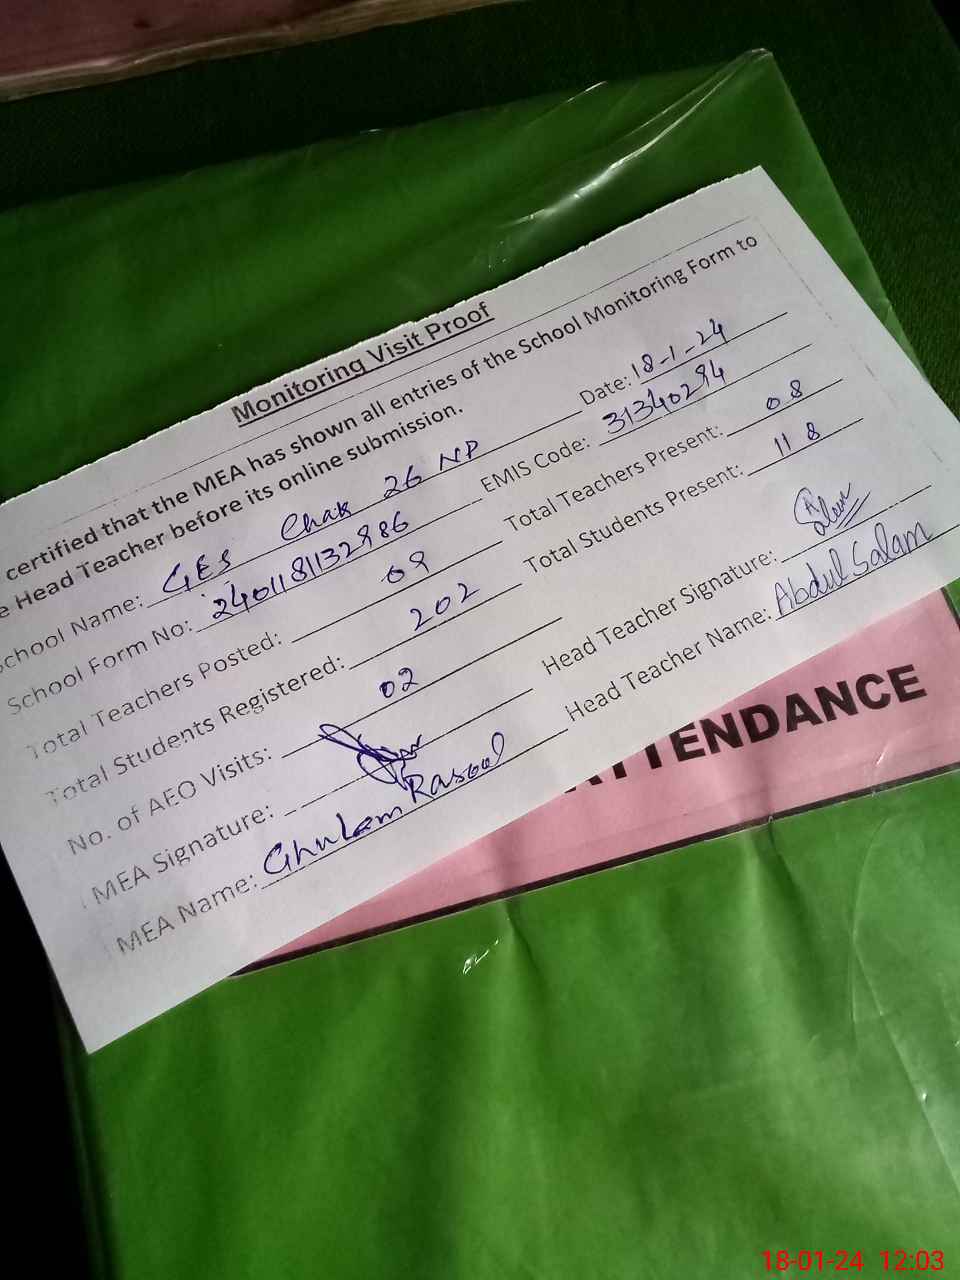 Monitoring Visit Proof
certified that the MEA has shown all entries of the School Monitoring Form to
e Head Teacher before its online submission.
School Name: GES Chak 26 NP Date: 18-1-24
School Form No: 2401181132986 EMIS Code: 31340294
Total Teachers Posted: 09 Total Teachers Present: 08
Total Students Registered: 202 Total Students Present: 118
No. of AEO Visits: 02 Head Teacher Signature:
MEA Signature: Head Teacher Name: Abdul Salam
MEA Name: Ghulam Rasool
ATTENDANCE
18-01-24 12:03